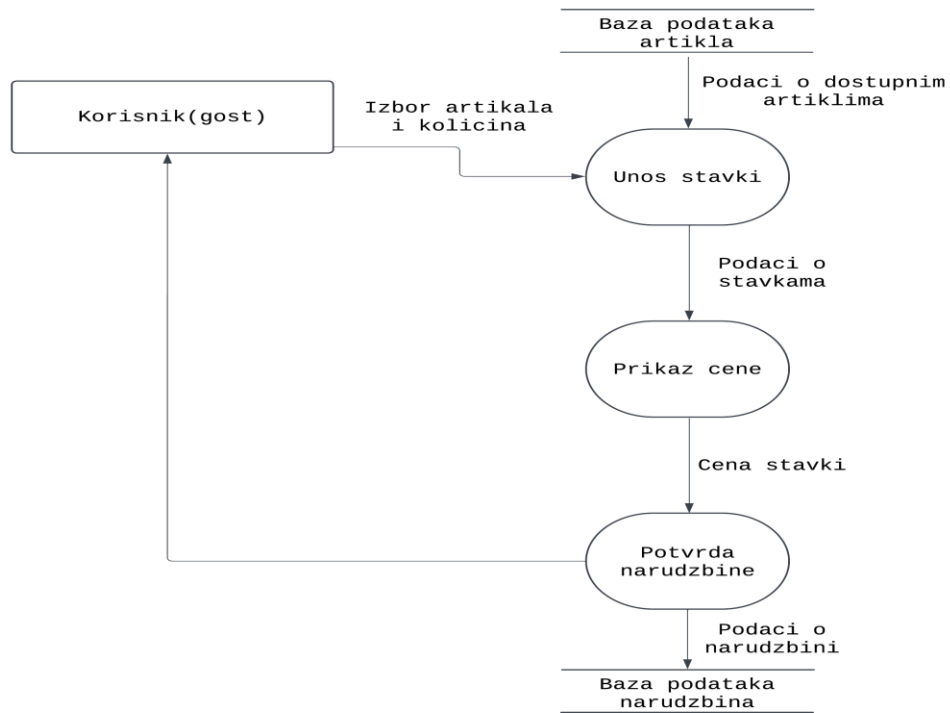 Baza podataka
artikla
Podaci o dostupnim
artiklima
Korisnik(gost)
Izbor artikala
i kolicina
Unos stavki
Podaci o
stavkama
Prikaz cene
Cena stavki
Potvrda
narudzbine
Podaci o
narudzbini
Baza podataka
narudzbina